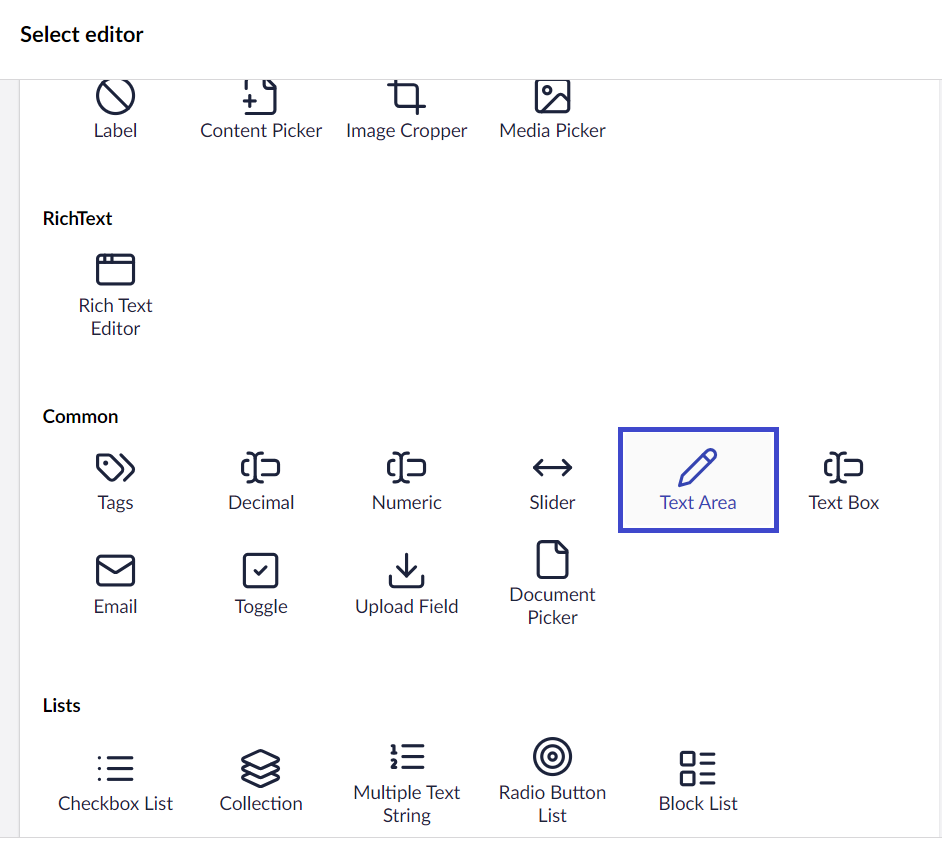 Select editor
Label
Content Picker
Image Cropper
Media Picker
RichText
Rich Text
Editor
Common
Tags
Decimal
Numeric
Slider
Text Area
Text Box
Email
Toggle
Upload Field
Document
Picker
Lists
Checkbox List
Collection
Multiple Text
String
Radio Button
List
Block List